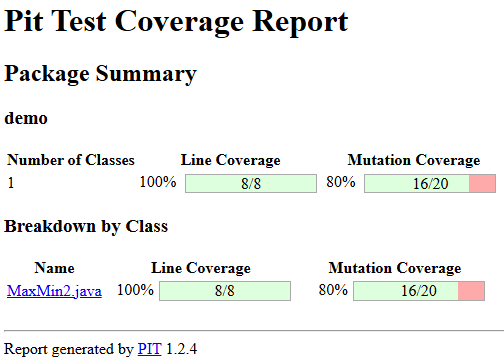 Pit Test Coverage Report
Package Summary
demo
Number of Classes Line Coverage Mutation Coverage
1 100% 8/8 80% 16/20
Breakdown by Class
Name Line Coverage Mutation Coverage
MaxMin2.java 100% 8/8 80% 16/20
Report generated by PIT 1.2.4